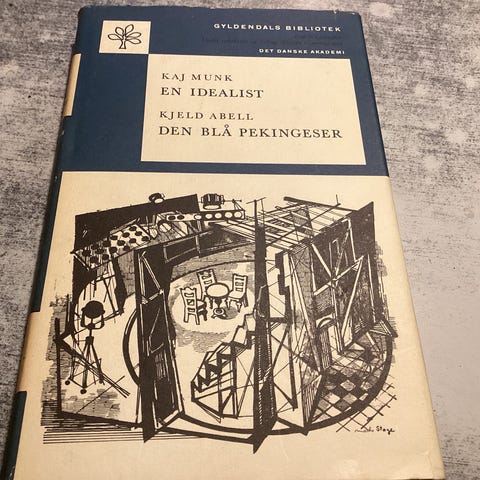 GYLDENDALS BIBLIOTEK
DET DANSKE AKADEMI
KAJ MUNK
EN IDEALIST
KJELD ABELL
DEN BLÅ PEKINGESER